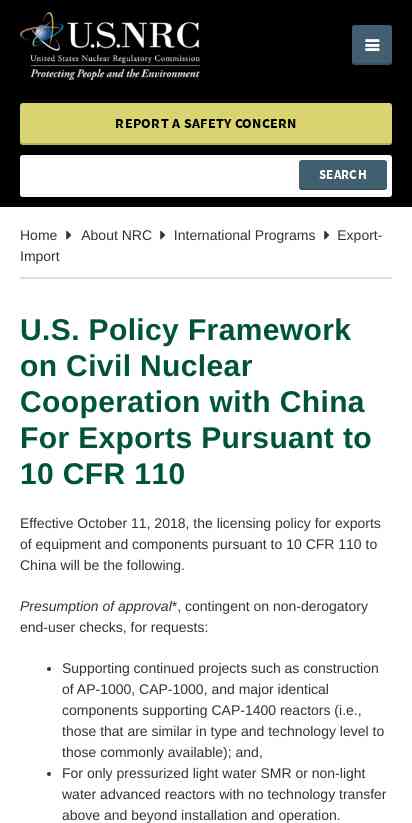 U.S.NRC
United States Nuclear Regulatory Commission
Protecting People and the Environment
REPORT A SAFETY CONCERN
SEARCH
Home About NRC International Programs Export-
Import
U.S. Policy Framework
on Civil Nuclear
Cooperation with China
For Exports Pursuant to
10 CFR 110
Effective October 11, 2018, the licensing policy for exports
of equipment and components pursuant to 10 CFR 110 to
China will be the following.
Presumption of approval*, contingent on non-derogatory
end-user checks, for requests:
• Supporting continued projects such as construction
of AP-1000, CAP-1000, and major identical
components supporting CAP-1400 reactors (i.e.,
those that are similar in type and technology level to
those commonly available); and,
• For only pressurized light water SMR or non-light
water advanced reactors with no technology transfer
above and beyond installation and operation.